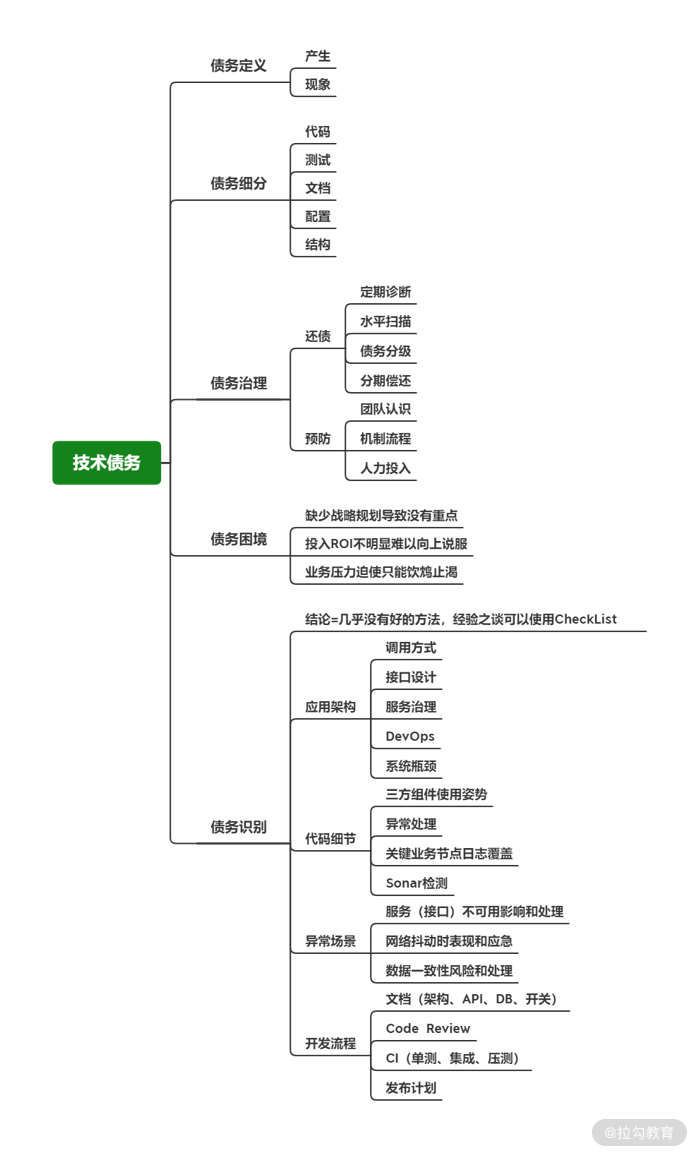 债务定义
产生
现象
债务细分
代码
测试
文档
配置
结构
技术债务
债务治理
还债
定期诊断
水平扫描
债务分级
分期偿还
预防
团队认识
机制流程
人力投入
债务困境
缺少战略规划导致没有重点
投入ROI不明显难以向上说服
业务压力迫使只能饮鸩止渴
债务识别
结论=几乎没有好的方法，经验之谈可以使用CheckList
应用架构
调用方式
接口设计
服务治理
DevOps
系统瓶颈
代码细节
三方组件使用姿势
异常处理
关键业务节点日志覆盖
Sonar检测
异常场景
服务（接口）不可用影响和处理
网络抖动时表现和应急
数据一致性风险和处理
开发流程
文档（架构、API、DB、开关）
Code Review
CI（单测、集成、压测）
发布计划
@拉勾教育